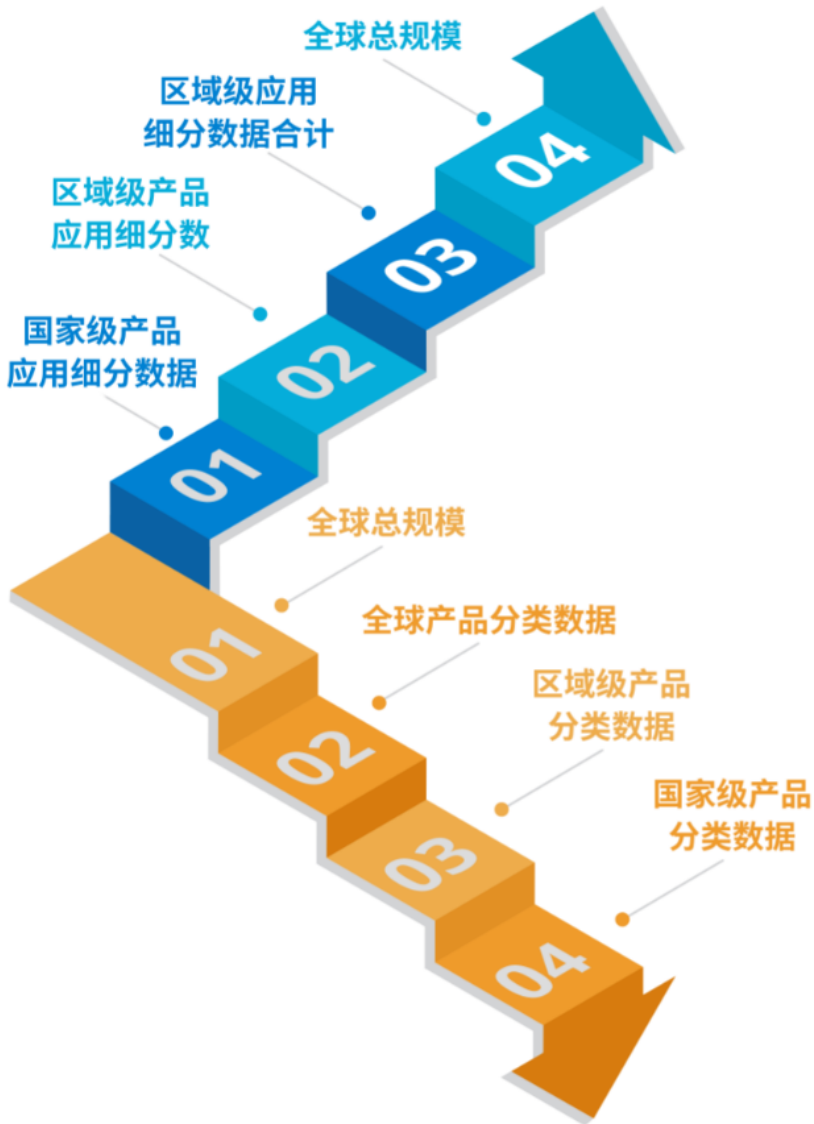 全球总规模
04
区域级应用
细分数据合计
03
区域级产品
应用细分数
02
国家级产品
应用细分数据
01
全球总规模
01
全球产品分类数据
02
区域级产品
分类数据
03
国家级产品
分类数据
04